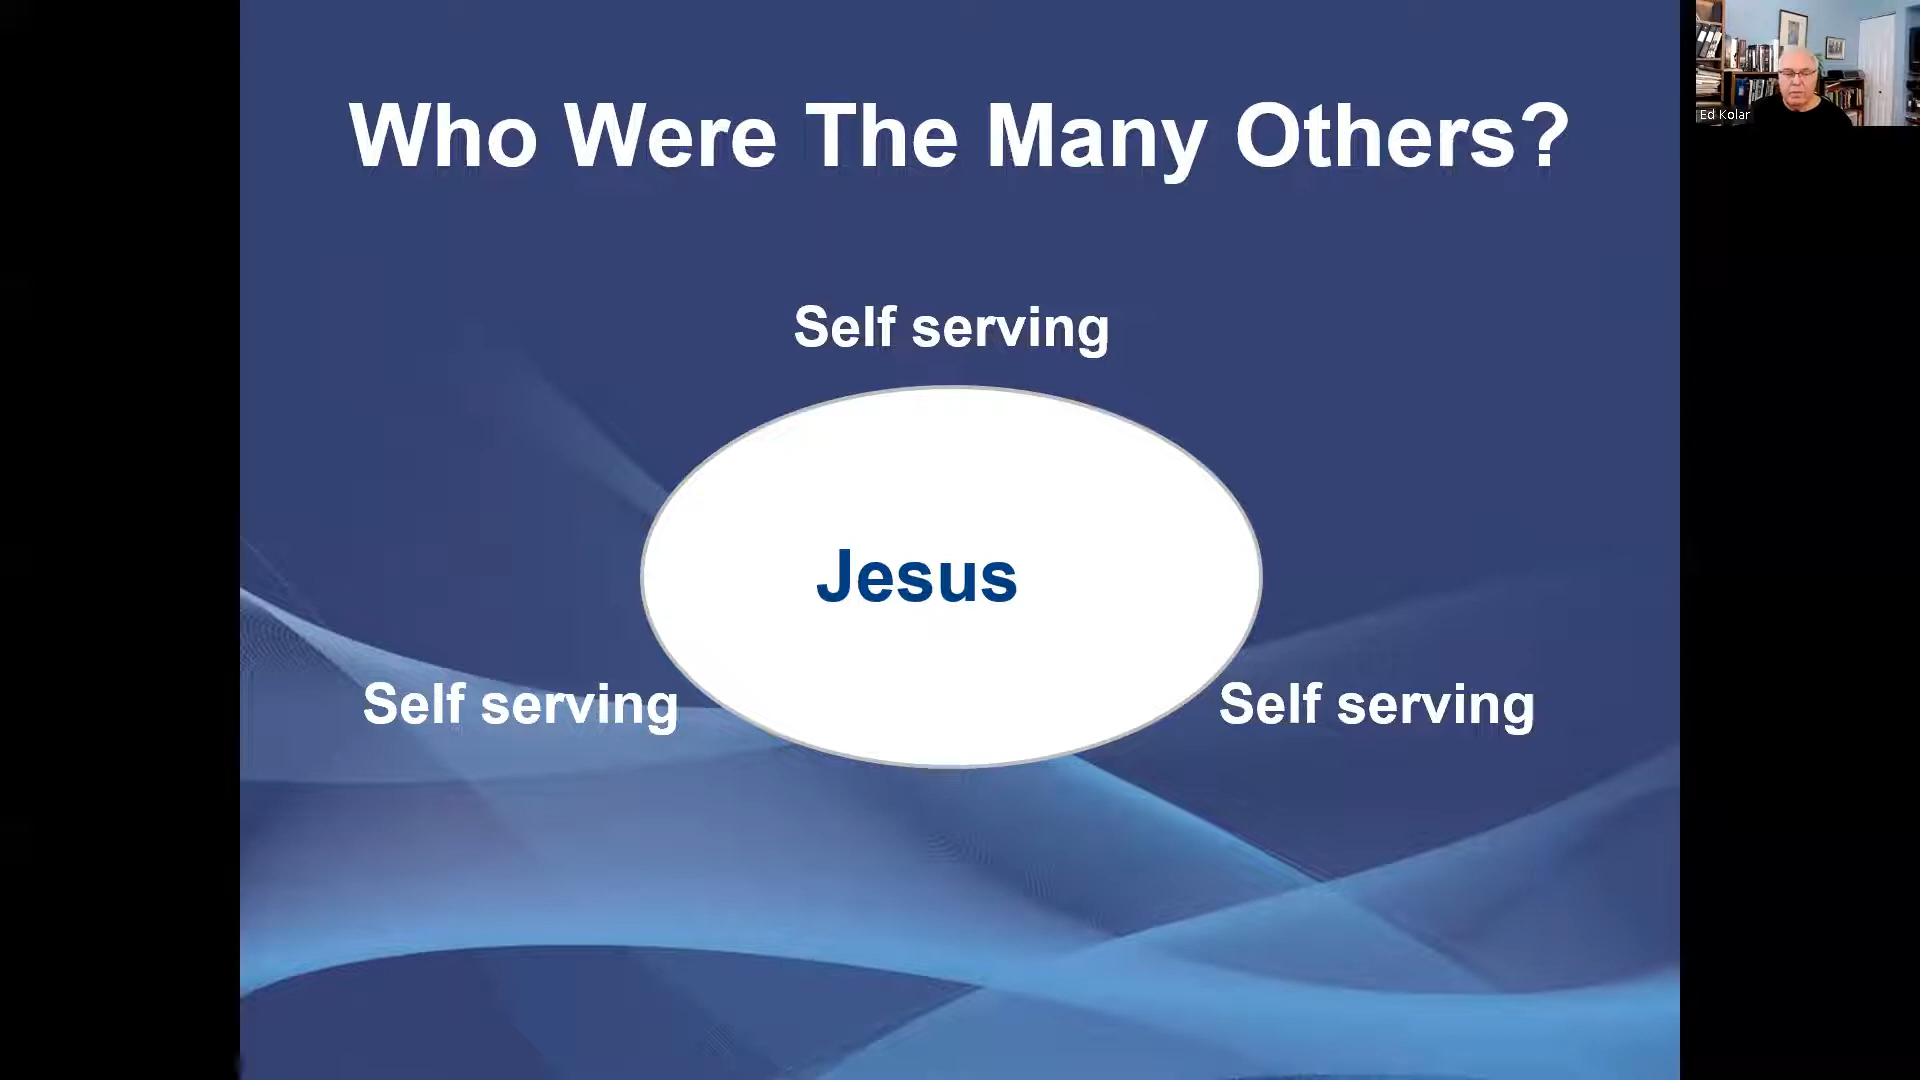 Who Were The Many Others?
Ed Kolar
Self serving
Jesus
Self serving
Self serving